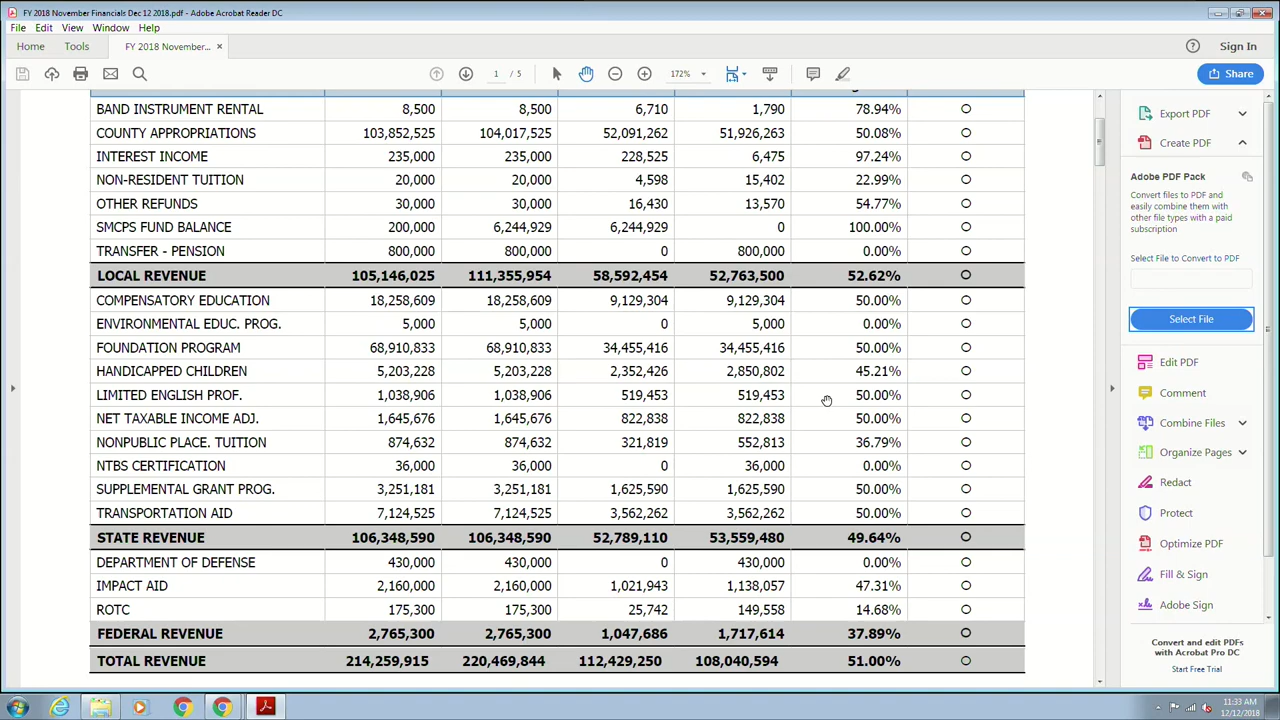 FY 2018 November Financials Dec 12 2018.pdf - Adobe Acrobat Reader DC
File Edit View Window Help
Home Tools FY 2018 November... × Sign In
1 / 5 172% Share
BAND INSTRUMENT RENTAL 8,500 8,500 6,710 1,790 78.94% O
COUNTY APPROPRIATIONS 103,852,525 104,017,525 52,091,262 51,926,263 50.08% O
INTEREST INCOME 235,000 235,000 228,525 6,475 97.24% O
NON-RESIDENT TUITION 20,000 20,000 4,598 15,402 22.99% O
OTHER REFUNDS 30,000 30,000 16,430 13,570 54.77% O
SMCPS FUND BALANCE 200,000 6,244,929 6,244,929 0 100.00% O
TRANSFER - PENSION 800,000 800,000 0 800,000 0.00% O
LOCAL REVENUE 105,146,025 111,355,954 58,592,454 52,763,500 52.62% O
COMPENSATORY EDUCATION 18,258,609 18,258,609 9,129,304 9,129,304 50.00% O
ENVIRONMENTAL EDUC. PROG. 5,000 5,000 0 5,000 0.00% O
FOUNDATION PROGRAM 68,910,833 68,910,833 34,455,416 34,455,416 50.00% O
HANDICAPPED CHILDREN 5,203,228 5,203,228 2,352,426 2,850,802 45.21% O
LIMITED ENGLISH PROF. 1,038,906 1,038,906 519,453 519,453 50.00% O
NET TAXABLE INCOME ADJ. 1,645,676 1,645,676 822,838 822,838 50.00% O
NONPUBLIC PLACE. TUITION 874,632 874,632 321,819 552,813 36.79% O
NTBS CERTIFICATION 36,000 36,000 0 36,000 0.00% O
SUPPLEMENTAL GRANT PROG. 3,251,181 3,251,181 1,625,590 1,625,590 50.00% O
TRANSPORTATION AID 7,124,525 7,124,525 3,562,262 3,562,262 50.00% O
STATE REVENUE 106,348,590 106,348,590 52,789,110 53,559,480 49.64% O
DEPARTMENT OF DEFENSE 430,000 430,000 0 430,000 0.00% O
IMPACT AID 2,160,000 2,160,000 1,021,943 1,138,057 47.31% O
ROTC 175,300 175,300 25,742 149,558 14.68% O
FEDERAL REVENUE 2,765,300 2,765,300 1,047,686 1,717,614 37.89% O
TOTAL REVENUE 214,259,915 220,469,844 112,429,250 108,040,594 51.00% O
Export PDF
Create PDF
Adobe PDF Pack
Convert files to PDF and
easily combine them with
other file types with a paid
subscription
Select File to Convert to PDF
Select File
Edit PDF
Comment
Combine Files
Organize Pages
Redact
Protect
Optimize PDF
Fill & Sign
Adobe Sign
Convert and edit PDFs
with Acrobat Pro DC
Start Free Trial
11:33 AM
12/12/2018